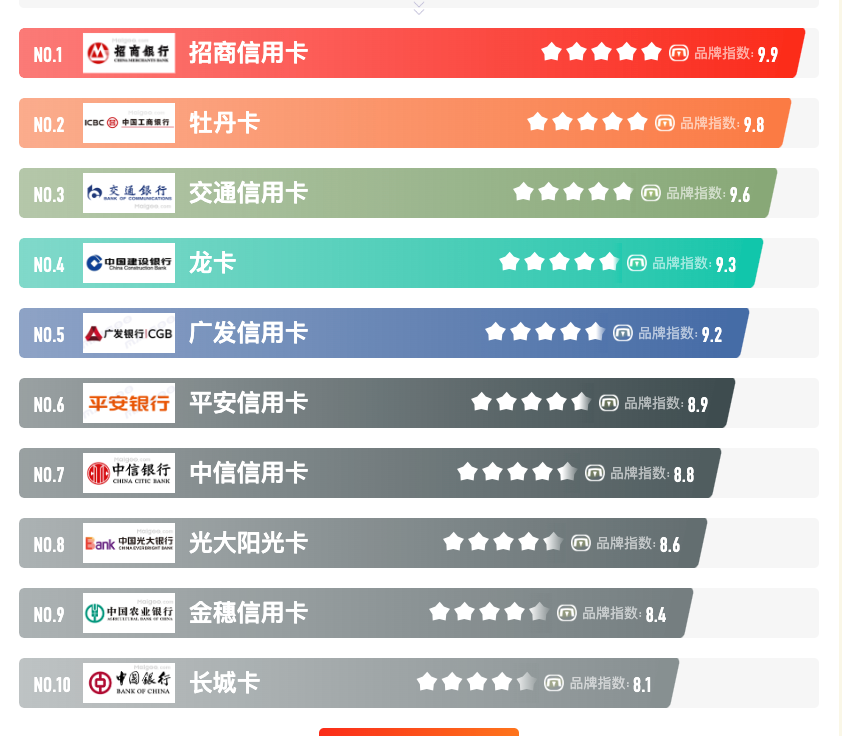 NO.1 招商银行 CHINA MERCHANTS BANK 招商信用卡 品牌指数: 9.9
NO.2 ICBC 中国工商银行 牡丹卡 品牌指数: 9.8
NO.3 交通银行 BANK OF COMMUNICATIONS 交通信用卡 品牌指数: 9.6
NO.4 中国建设银行 China Construction Bank 龙卡 品牌指数: 9.3
NO.5 广发银行|CGB 广发信用卡 品牌指数: 9.2
NO.6 平安银行 平安信用卡 品牌指数: 8.9
NO.7 中信银行 CHINA CITIC BANK 中信信用卡 品牌指数: 8.8
NO.8 Bank 中国光大银行 CHINA EVERBRIGHT BANK 光大阳光卡 品牌指数: 8.6
NO.9 中国农业银行 AGRICULTURAL BANK OF CHINA 金穗信用卡 品牌指数: 8.4
NO.10 中国银行 BANK OF CHINA 长城卡 品牌指数: 8.1